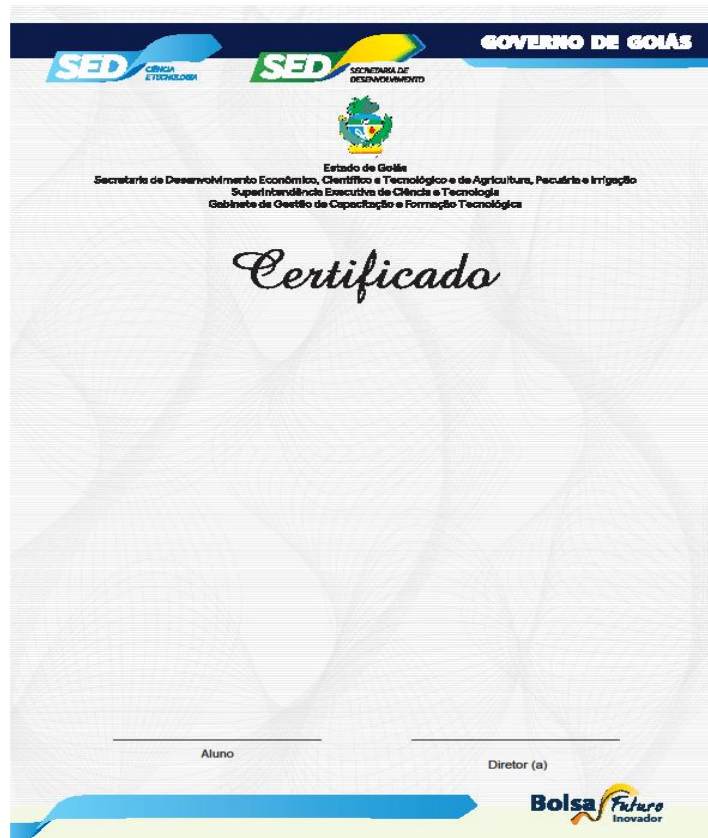 GOVERNO DE GOIÁS
SED CIÊNCIA
E TECNOLOGIA
SED SECRETARIA DE
DESENVOLVIMENTO
Estado de Goiás
Secretaria de Desenvolvimento Econômico, Científico e Tecnológico e de Agricultura, Pecuária e Irrigação
Superintendência Executiva de Ciência e Tecnologia
Gabinete de Gestão de Capacitação e Formação Tecnológica
Certificado
Aluno
Diretor (a)
Bolsa Futuro
Inovador